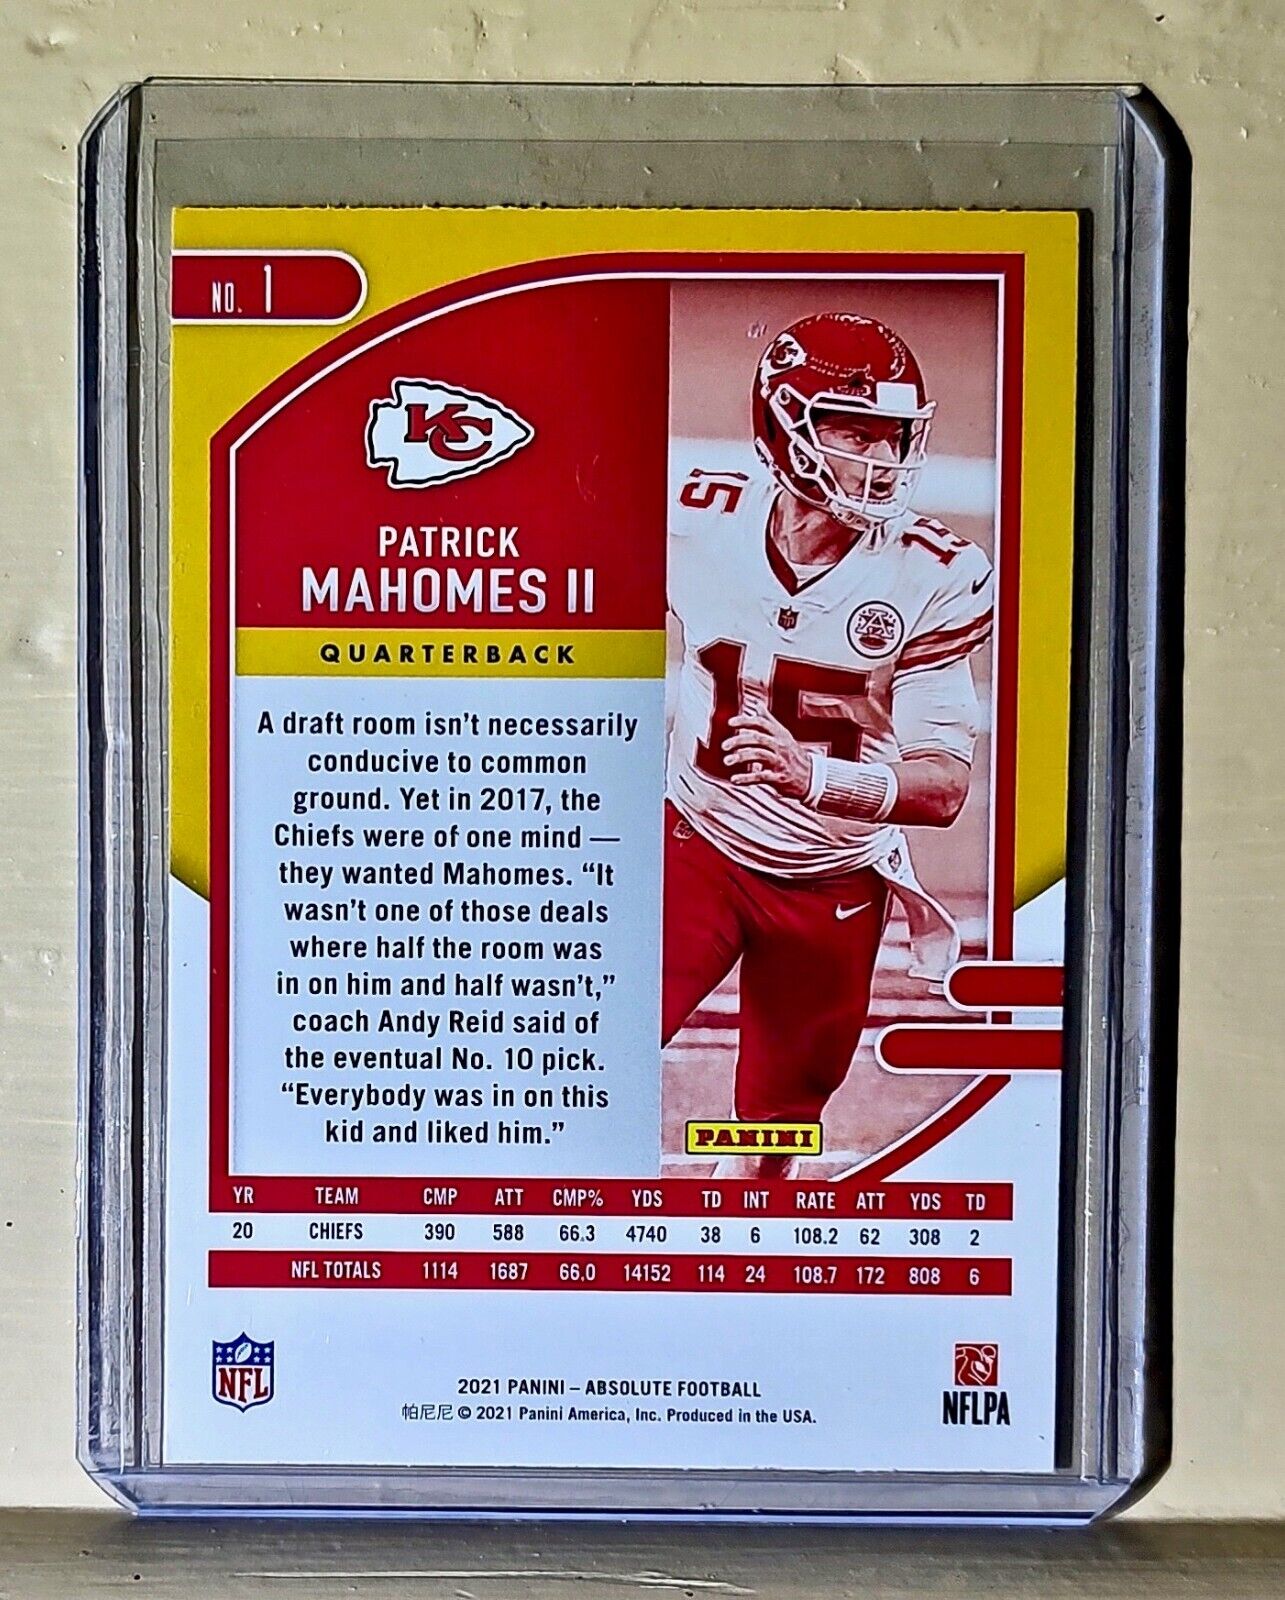 NO. 1
KC
PATRICK
MAHOMES II
QUARTERBACK
A draft room isn't necessarily
conducive to common
ground. Yet in 2017, the
Chiefs were of one mind —
they wanted Mahomes. “It
wasn't one of those deals
where half the room was
in on him and half wasn't,”
coach Andy Reid said of
the eventual No. 10 pick.
“Everybody was in on this
kid and liked him.”
KC
15
15
15
PANINI
YR TEAM CMP ATT CMP% YDS TD INT RATE ATT YDS TD
20 CHIEFS 390 588 66.3 4740 38 6 108.2 62 308 2
NFL TOTALS 1114 1687 66.0 14152 114 24 108.7 172 808 6
NFL
NFLPA
2021 PANINI – ABSOLUTE FOOTBALL
帕尼尼 © 2021 Panini America, Inc. Produced in the USA.